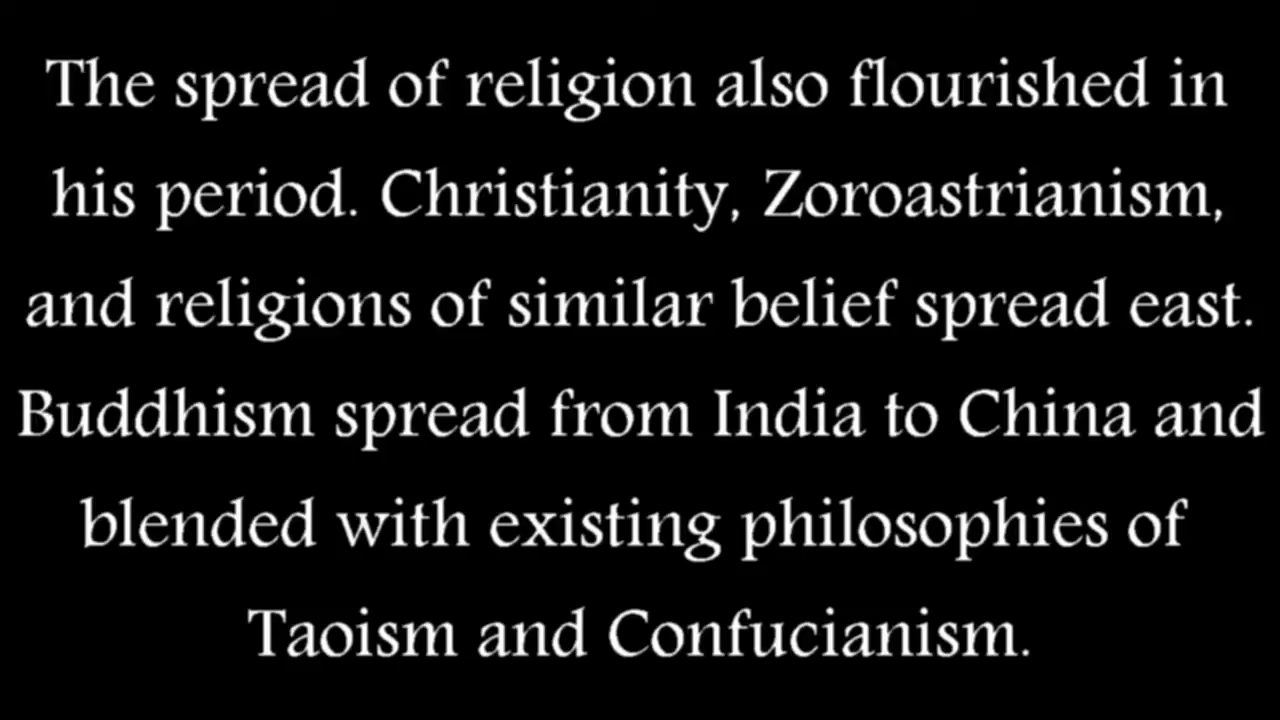 The spread of religion also flourished in
his period. Christianity, Zoroastrianism,
and religions of similar belief spread east.
Buddhism spread from India to China and
blended with existing philosophies of
Taoism and Confucianism.